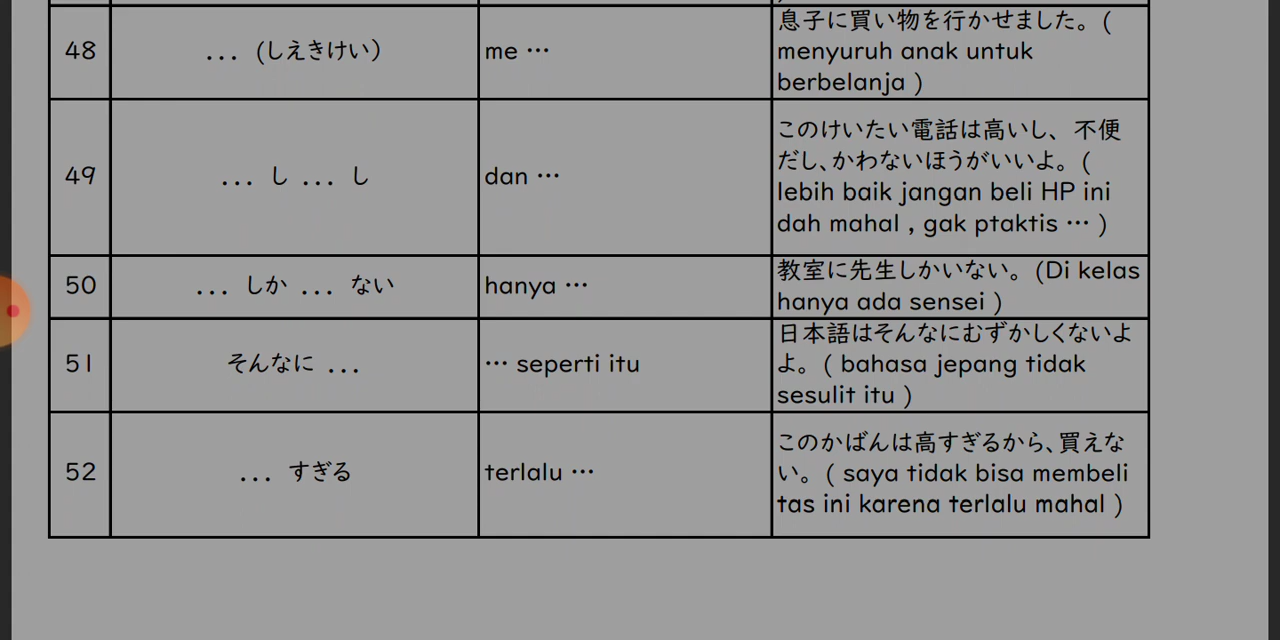 48
... (しえきけい)
me ...
息子に買い物を行かせました。(
menyuruh anak untuk
berbelanja )
49
... し ... し
dan ...
このけいたい電話は高いし、不便
だし、かわないほうがいいよ。(
lebih baik jangan beli HP ini
dah mahal , gak ptaktis ... )
50
... しか ... ない
hanya ...
教室に先生しかいない。(Di kelas
hanya ada sensei )
51
そんなに ...
... seperti itu
日本語はそんなにむずかしくないよ
よ。( bahasa jepang tidak
sesulit itu )
52
... すぎる
terlalu ...
このかばんは高すぎるから、買えな
い。( saya tidak bisa membeli
tas ini karena terlalu mahal )